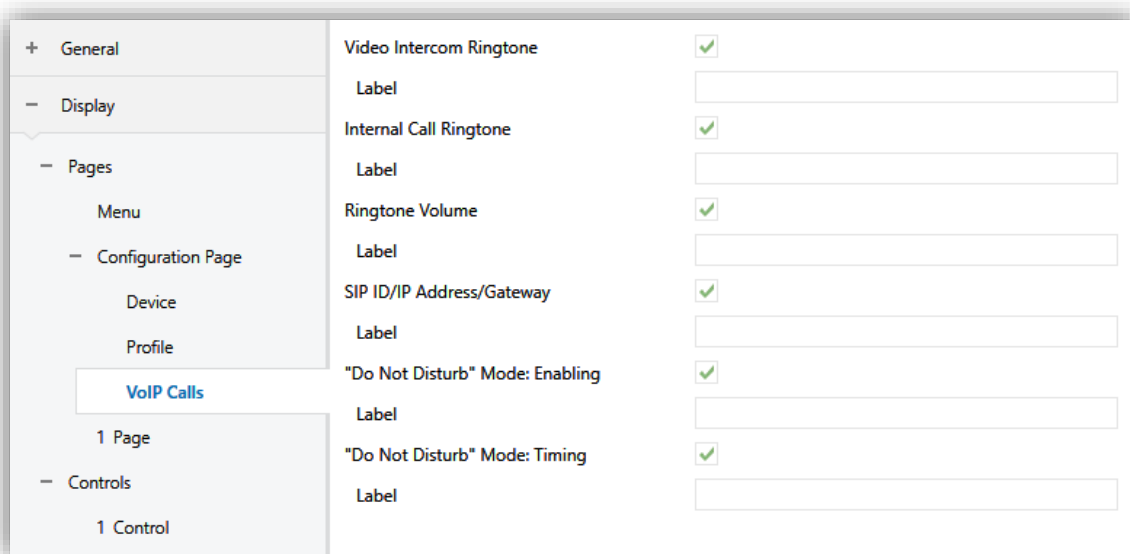 General
Display
Pages
Menu
Configuration Page
Device
Profile
VoIP Calls
1 Page
Controls
1 Control
Video Intercom Ringtone
Label
Internal Call Ringtone
Label
Ringtone Volume
Label
SIP ID/IP Address/Gateway
Label
"Do Not Disturb" Mode: Enabling
Label
"Do Not Disturb" Mode: Timing
Label